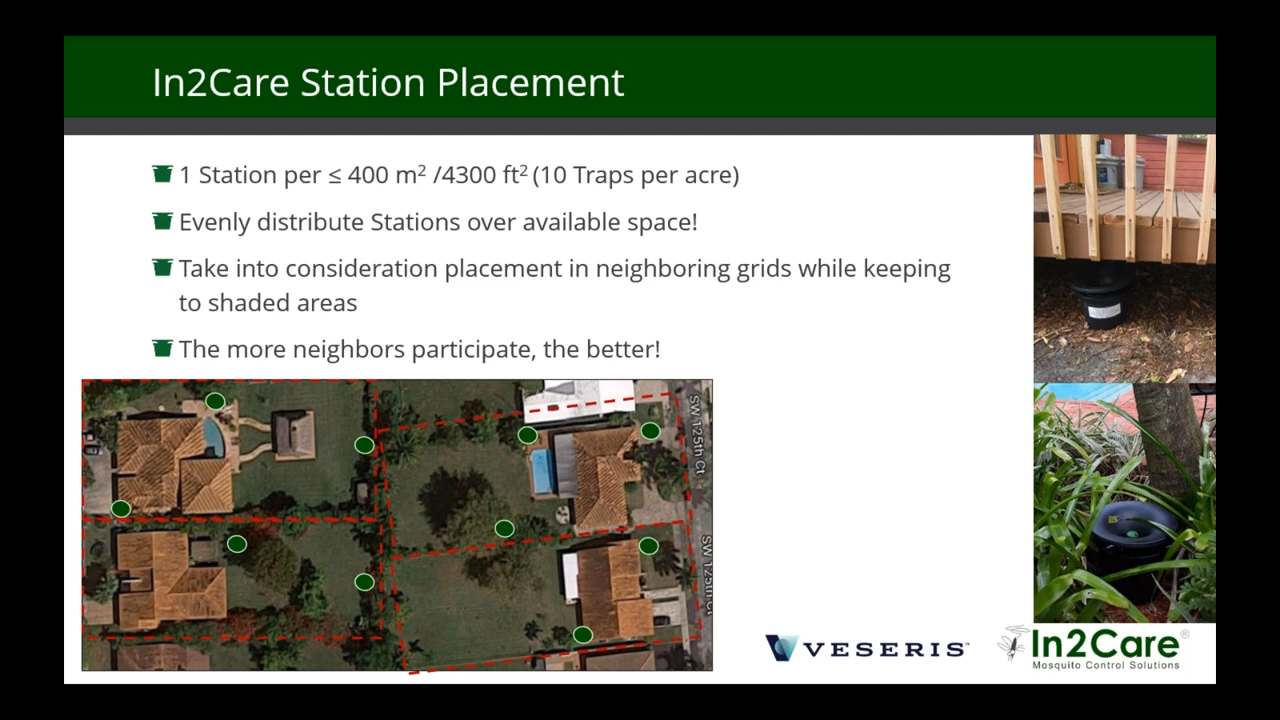 In2Care Station Placement
1 Station per ≤ 400 m² /4300 ft² (10 Traps per acre)
Evenly distribute Stations over available space!
Take into consideration placement in neighboring grids while keeping
to shaded areas
The more neighbors participate, the better!
SW 125th Ct
SW 125th Ct
VESERIS™
In2Care®
Mosquito Control Solutions